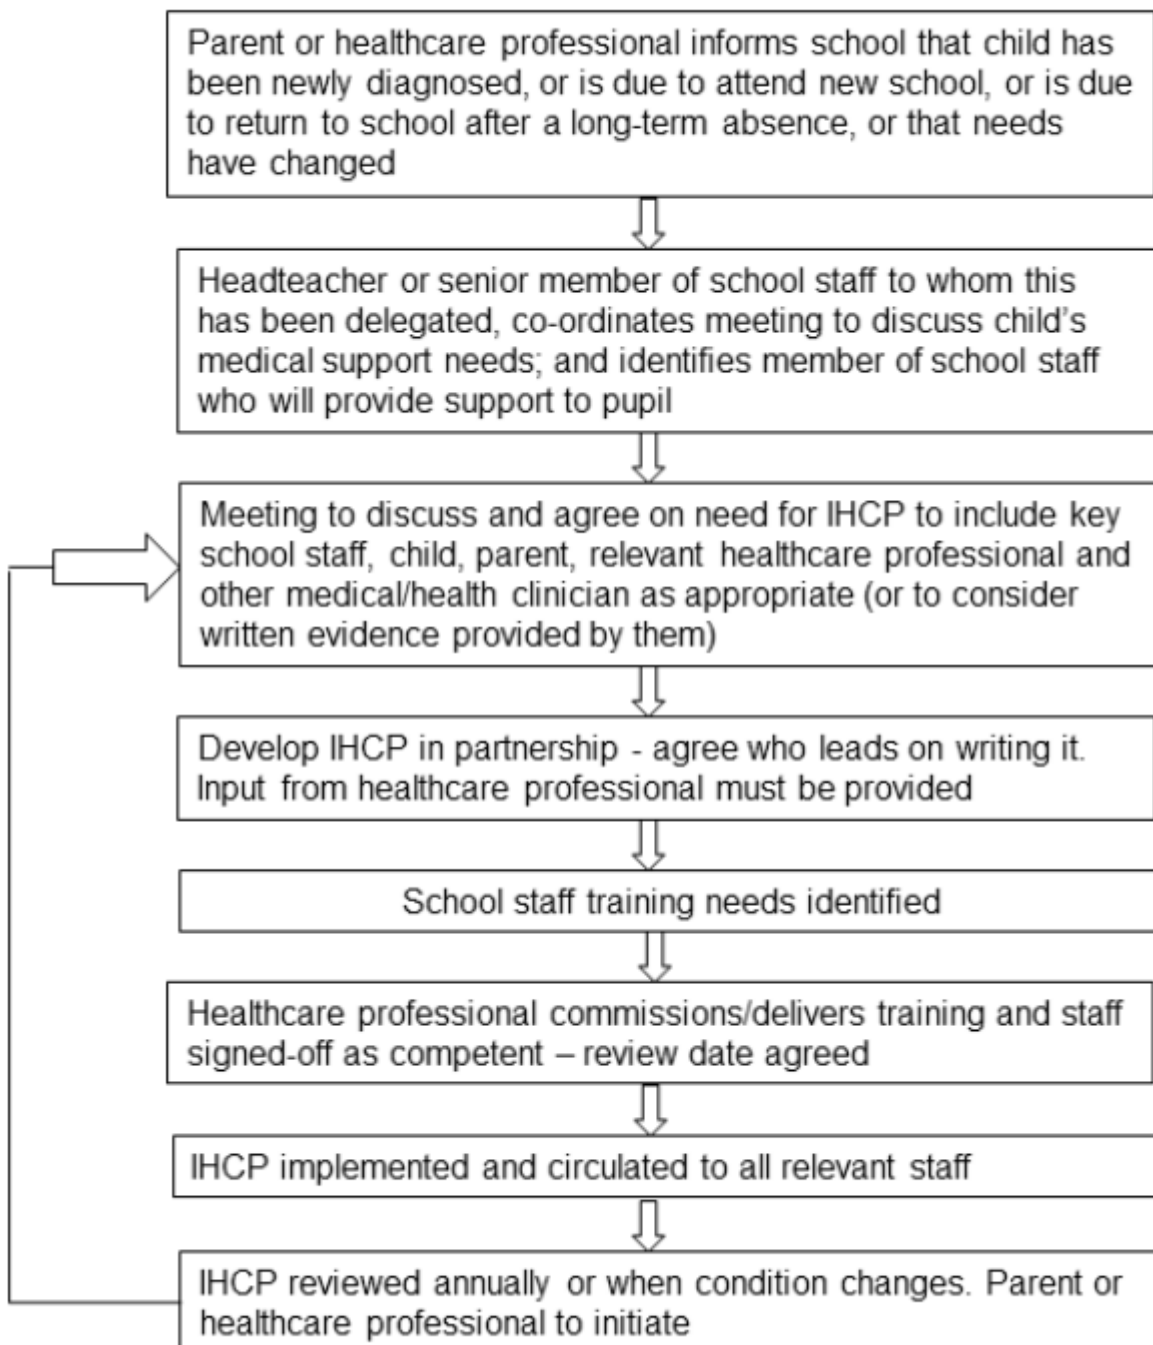 Parent or healthcare professional informs school that child has
been newly diagnosed, or is due to attend new school, or is due
to return to school after a long-term absence, or that needs
have changed
Headteacher or senior member of school staff to whom this
has been delegated, co-ordinates meeting to discuss child's
medical support needs; and identifies member of school staff
who will provide support to pupil
Meeting to discuss and agree on need for IHCP to include key
school staff, child, parent, relevant healthcare professional and
other medical/health clinician as appropriate (or to consider
written evidence provided by them)
Develop IHCP in partnership - agree who leads on writing it.
Input from healthcare professional must be provided
School staff training needs identified
Healthcare professional commissions/delivers training and staff
signed-off as competent – review date agreed
IHCP implemented and circulated to all relevant staff
IHCP reviewed annually or when condition changes. Parent or
healthcare professional to initiate